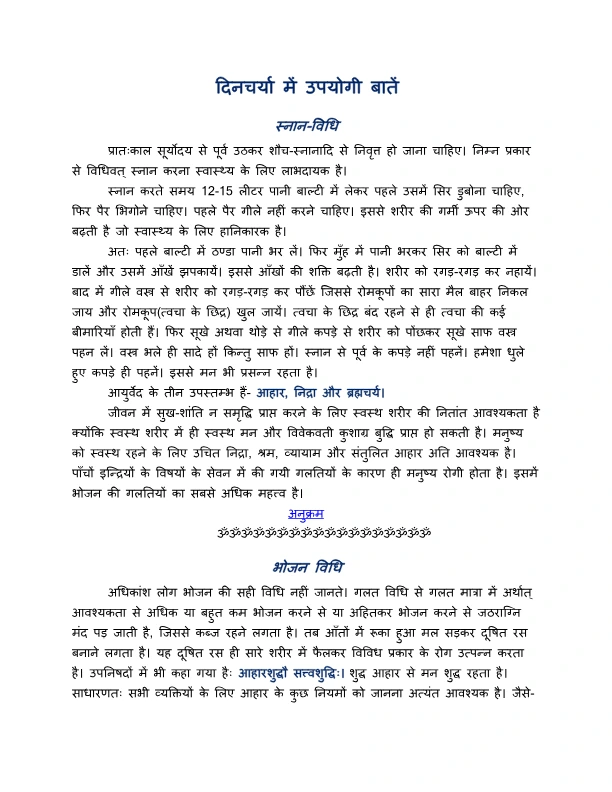 दिनचर्या में उपयोगी बातें
स्नान-विधि
प्रातःकाल सूर्योदय से पूर्व उठकर शौच-स्नानादि से निवृत्त हो जाना चाहिए। निम्न प्रकार
से विधिवत् स्नान करना स्वास्थ्य के लिए लाभदायक है।
स्नान करते समय 12-15 लीटर पानी बाल्टी में लेकर पहले उसमें सिर डुबोना चाहिए,
फिर पैर भिगोने चाहिए। पहले पैर गीले नहीं करने चाहिए। इससे शरीर की गर्मी ऊपर की ओर
बढ़ती है जो स्वास्थ्य के लिए हानिकारक है।
अतः पहले बाल्टी में ठण्डा पानी भर लें। फिर मुँह में पानी भरकर सिर को बाल्टी में
डालें और उसमें आँखें झपकायें। इससे आँखों की शक्ति बढ़ती है। शरीर को रगड़-रगड़ कर नहायें।
बाद में गीले वस्त्र से शरीर को रगड़-रगड़ कर पौंछें जिससे रोमकूपों का सारा मैल बाहर निकल
जाय और रोमकूप(त्वचा के छिद्र) खुल जायें। त्वचा के छिद्र बंद रहने से ही त्वचा की कई
बीमारियाँ होती हैं। फिर सूखे अथवा थोड़े से गीले कपड़े से शरीर को पोंछकर सूखे साफ वस्त्र
पहन लें। वस्त्र भले ही सादे हों किन्तु साफ हों। स्नान से पूर्व के कपड़े नहीं पहनें। हमेशा धुले
हुए कपड़े ही पहनें। इससे मन भी प्रसन्न रहता है।
आयुर्वेद के तीन उपस्तम्भ हैं- आहार, निद्रा और ब्रह्मचर्य।
जीवन में सुख-शांति न समृद्धि प्राप्त करने के लिए स्वस्थ शरीर की नितांत आवश्यकता है
क्योंकि स्वस्थ शरीर में ही स्वस्थ मन और विवेकवती कुशाग्र बुद्धि प्राप्त हो सकती है। मनुष्य
को स्वस्थ रहने के लिए उचित निद्रा, श्रम, व्यायाम और संतुलित आहार अति आवश्यक है।
पाँचों इन्द्रियों के विषयों के सेवन में की गयी गलतियों के कारण ही मनुष्य रोगी होता है। इसमें
भोजन की गलतियों का सबसे अधिक महत्त्व है।
अनुक्रम
ॐॐॐॐॐॐॐॐॐॐॐॐॐॐॐॐॐॐ
भोजन विधि
अधिकांश लोग भोजन की सही विधि नहीं जानते। गलत विधि से गलत मात्रा में अर्थात्
आवश्यकता से अधिक या बहुत कम भोजन करने से या अहितकर भोजन करने से जठराग्नि
मंद पड़ जाती है, जिससे कब्ज रहने लगता है। तब आँतों में रूका हुआ मल सड़कर दूषित रस
बनाने लगता है। यह दूषित रस ही सारे शरीर में फैलकर विविध प्रकार के रोग उत्पन्न करता
है। उपनिषदों में भी कहा गया हैः आहारशुद्धौ सत्त्वशुद्धिः। शुद्ध आहार से मन शुद्ध रहता है।
साधारणतः सभी व्यक्तियों के लिए आहार के कुछ नियमों को जानना अत्यंत आवश्यक है। जैसे-